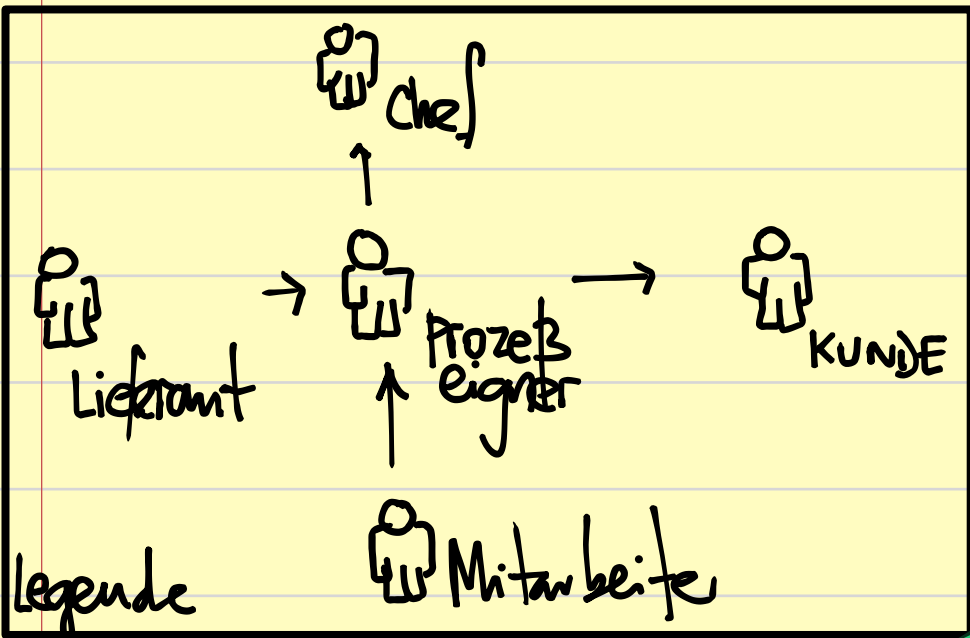 Chef
Prozeß
eigner
KUNDE
Lieferant
Mitarbeiter
Legende